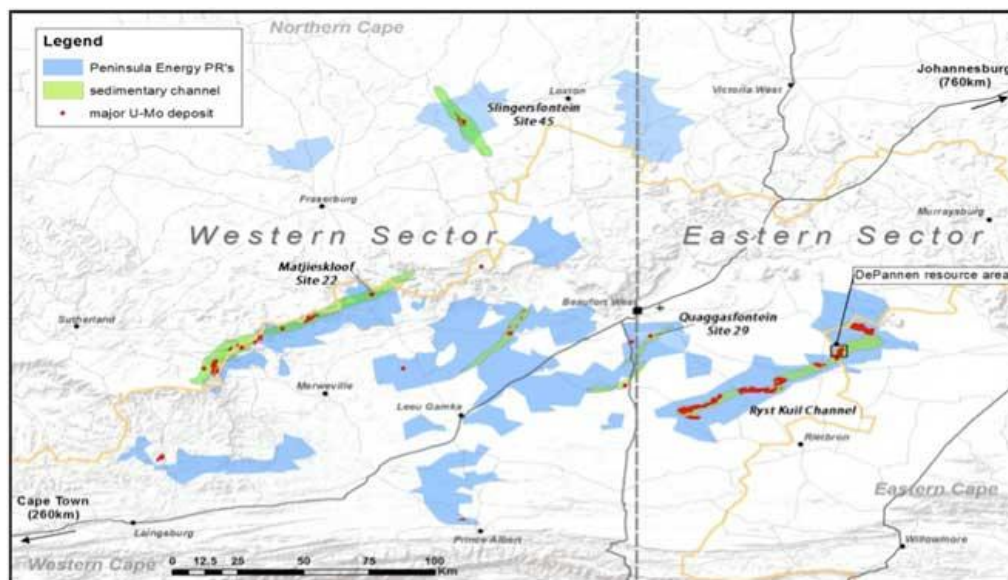 Northern Cape
Legend
Peninsula Energy PR's
sedimentary channel
major U-Mo deposit
Loxton
Victoria West
Johannesburg
(760km)
Slingersfontein
Site 45
Fraserburg
Murraysburg
Western Sector
Eastern Sector
Matjieskloof
Site 22
DePannen resource area
Beaufort West
Sutherland
Quaggasfontein
Site 29
Merweville
Leeu Gamka
Ryst Kuil Channel
Rietbron
Cape Town
(260km)
Eastern Cape
Laingsburg
Prince Albert
Willowmore
Western Cape
0 12.5 25 50 75 100
Km